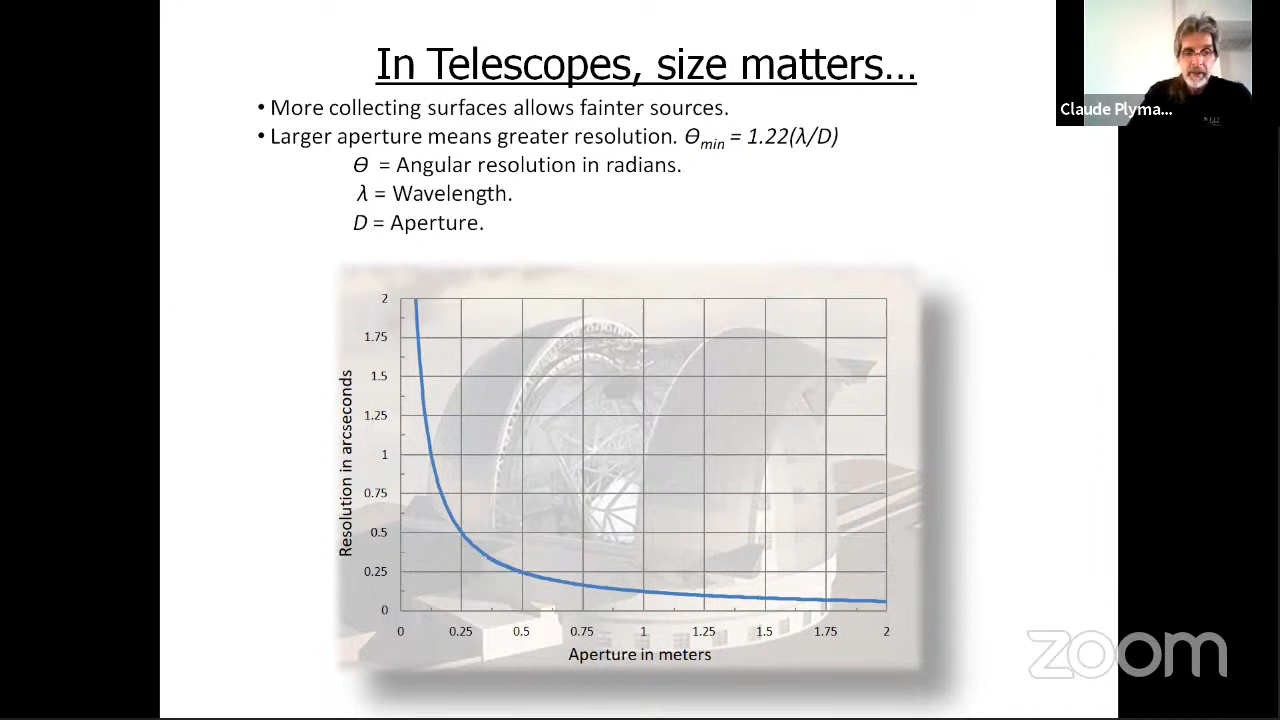 In Telescopes, size matters…
• More collecting surfaces allows fainter sources.
• Larger aperture means greater resolution. ϴmin = 1.22(λ/D)
ϴ = Angular resolution in radians.
λ = Wavelength.
D = Aperture.
Claude Plyma...
2
1.75
1.5
1.25
1
0.75
0.5
0.25
0
Resolution in arcseconds
0 0.25 0.5 0.75 1 1.25 1.5 1.75 2
Aperture in meters
zoom